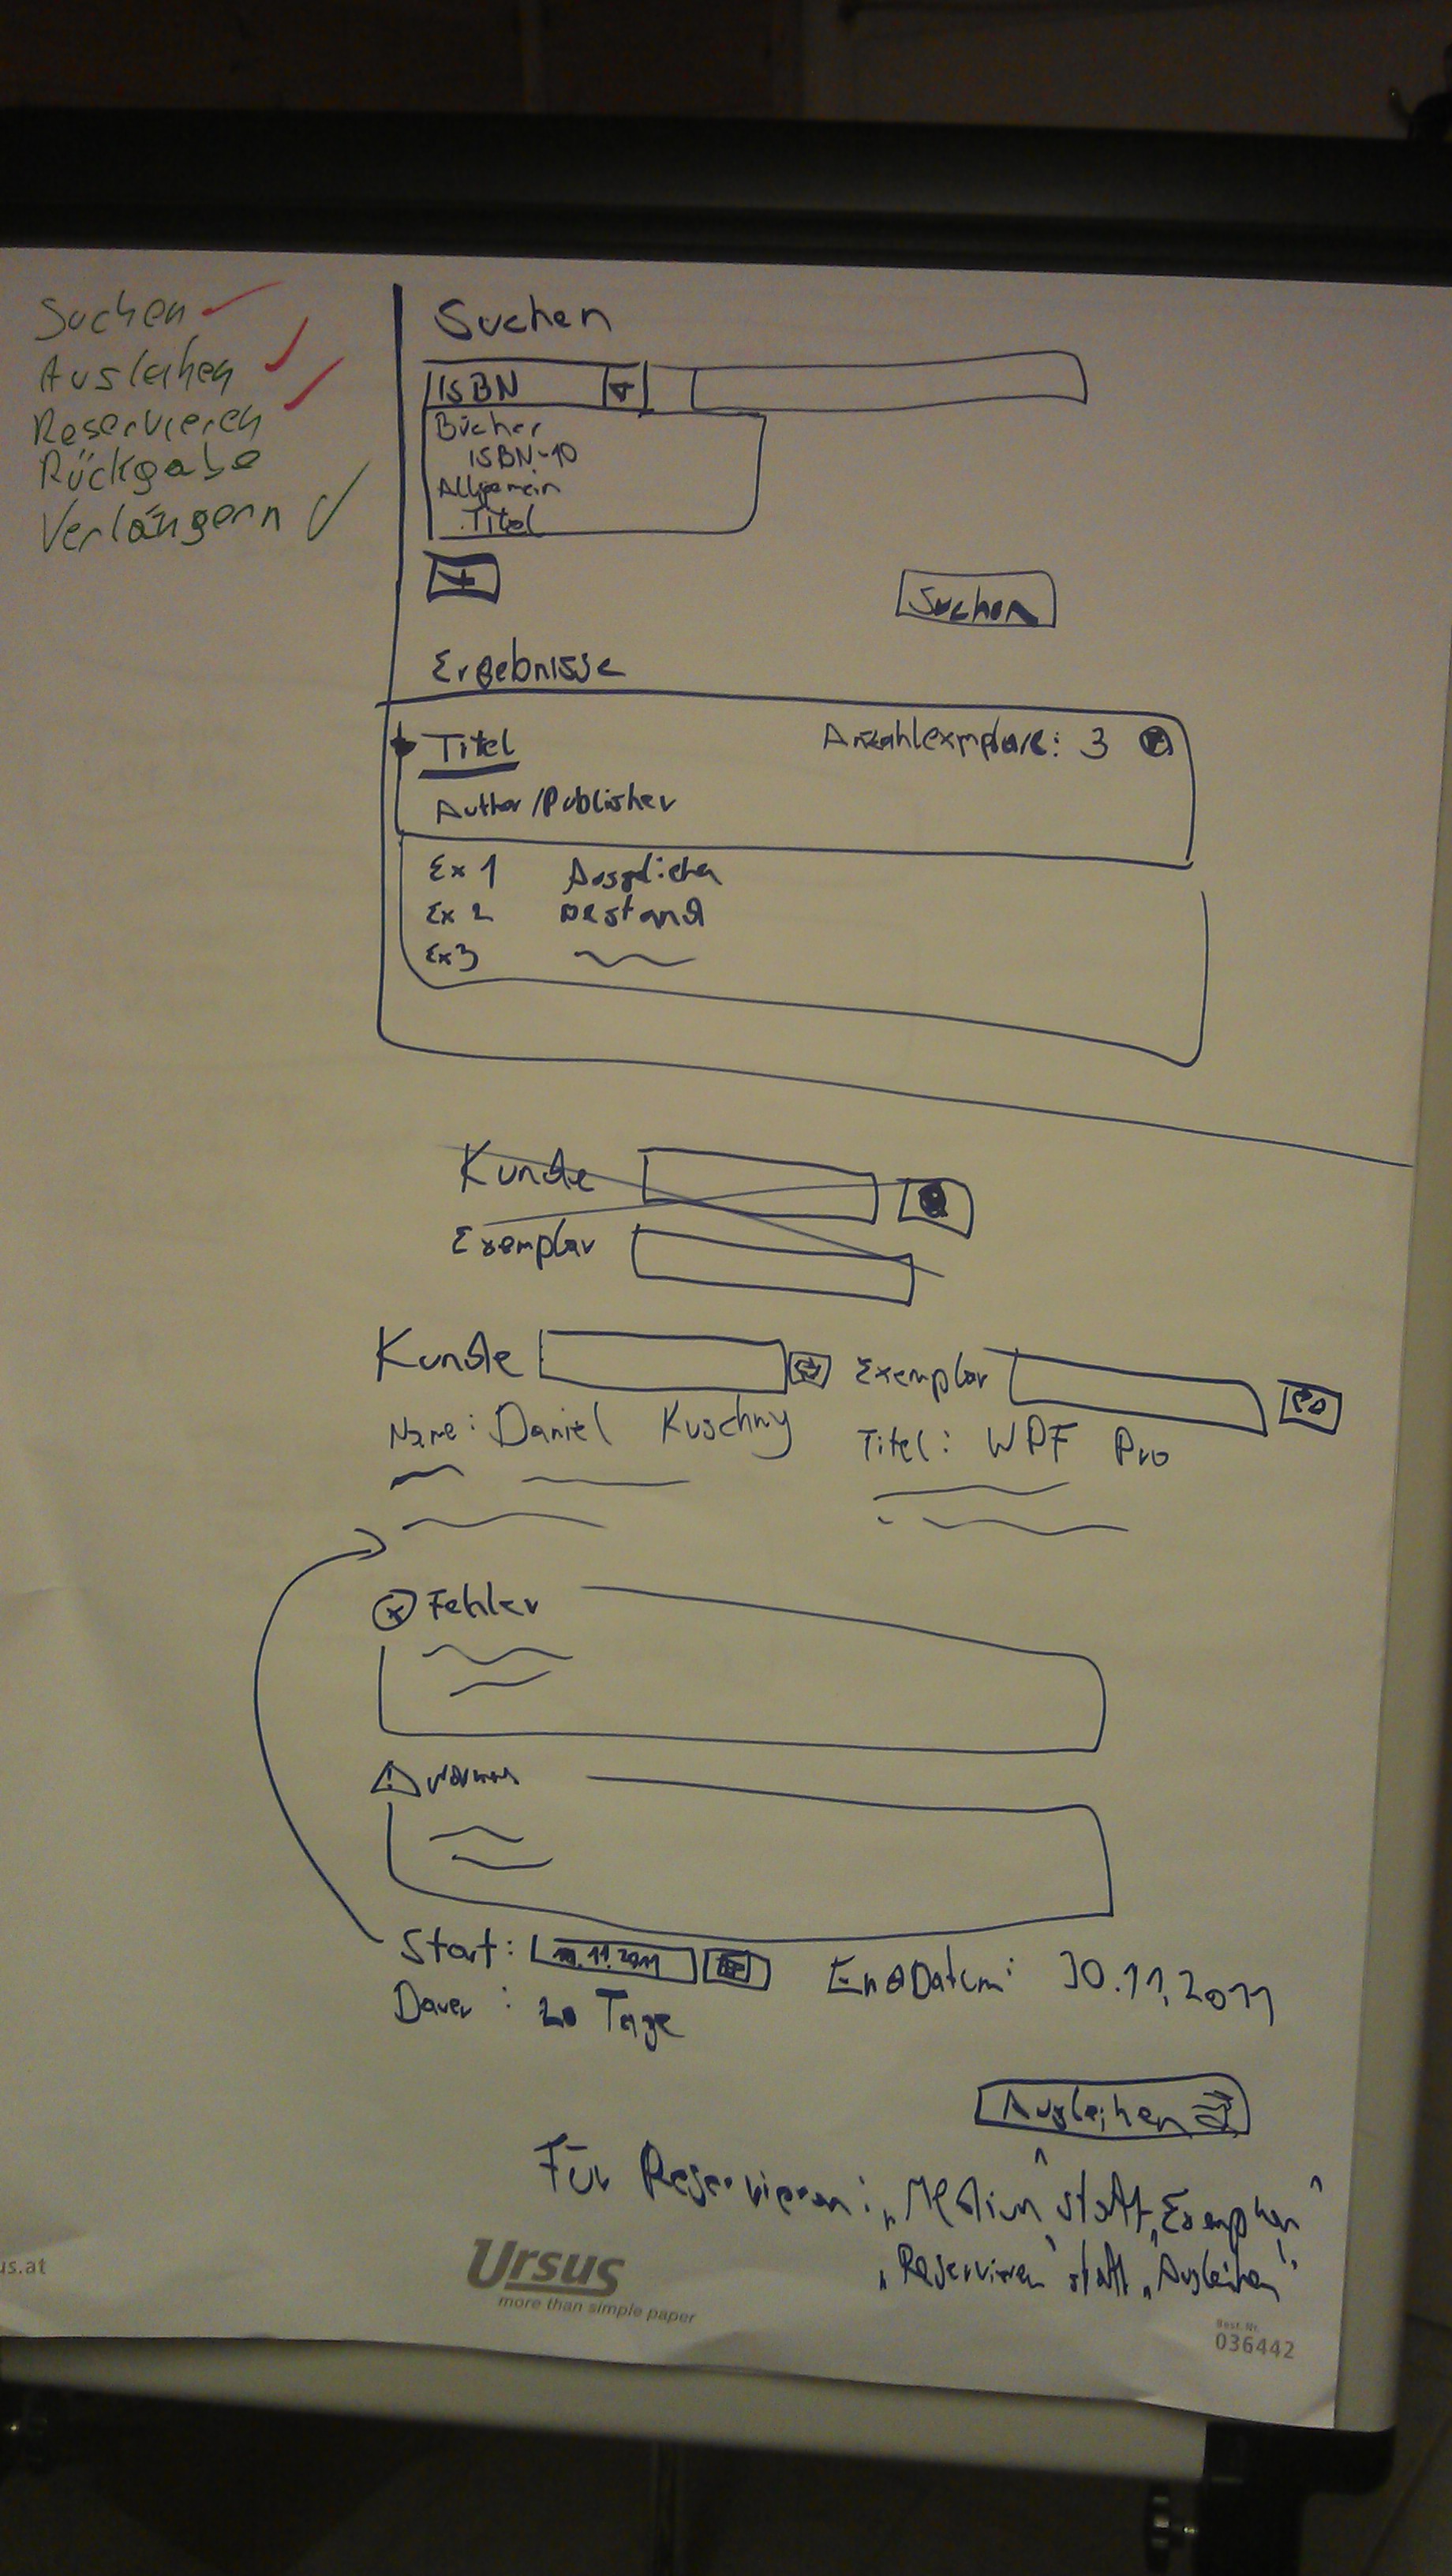 Suchen
Ausleihen
Reservieren
Rückgabe
Verlängern
Suchen
ISBN
Bücher
ISBN-10
Allgemein
Titel
+
Suchen
Ergebnisse
Titel
Anzahlexemplare: 3
Author/Publisher
Ex 1 Ausgeliehen
Ex 2 Bestand
Ex 3
Kunde
Exemplar
Kunde
Exemplar
Name: Daniel Kuschny
Titel: WPF Pro
Fehler
Start: 10.11.2011
EndDatum: 30.11.2011
Dauer: 20 Tage
Ausleihen
Für Reservieren: „Medium" statt „Exemplar"
„Reservieren" statt „Ausleihen"
us.at
Ursus
more than simple paper
Best. Nr.
036442